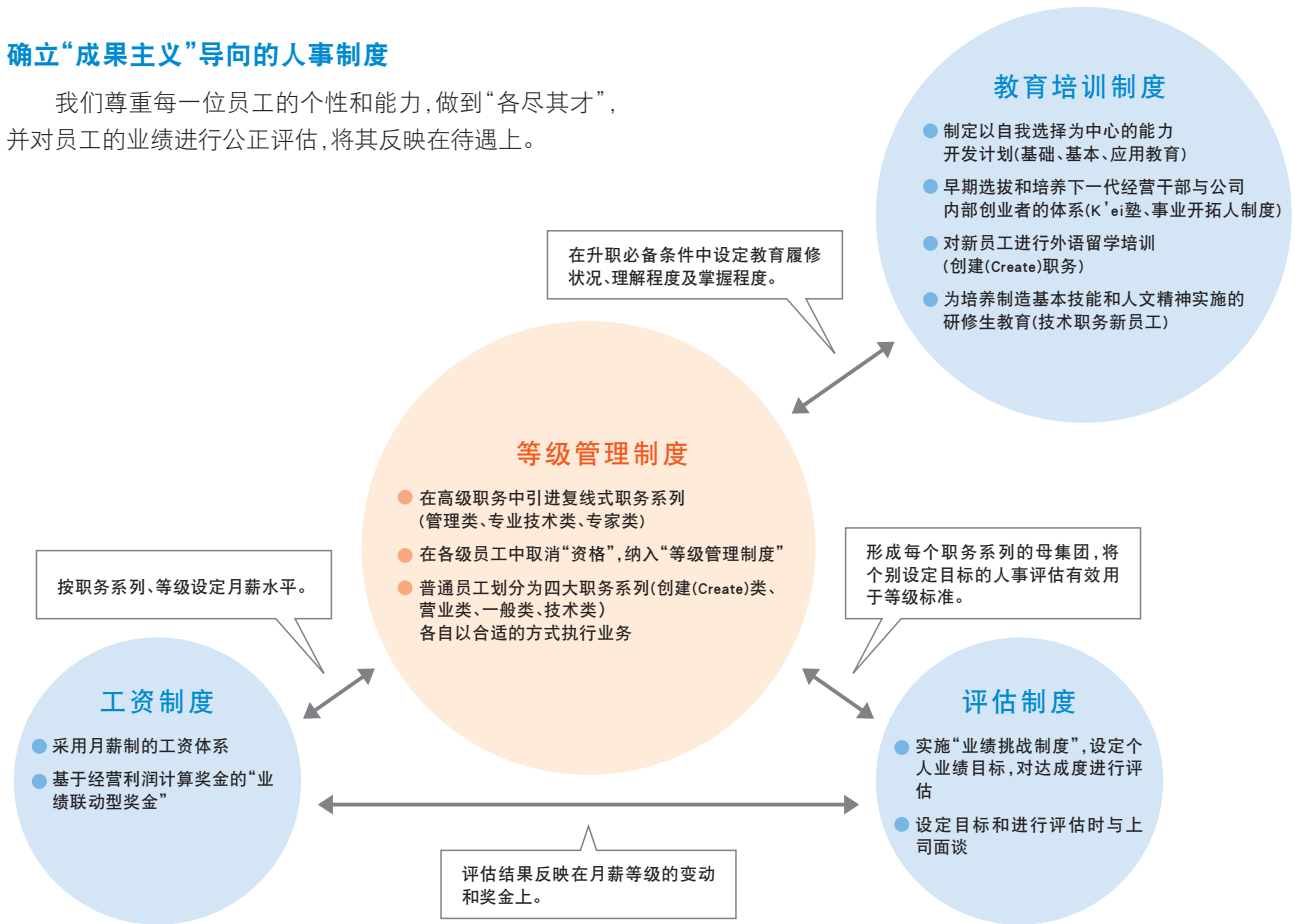 确立“成果主义”导向的人事制度
我们尊重每一位员工的个性和能力,做到“各尽其才”,
并对员工的业绩进行公正评估,将其反映在待遇上。
教育培训制度
制定以自我选择为中心的能力
开发计划(基础、基本、应用教育)
早期选拔和培养下一代经营干部与公司
内部创业者的体系(K’ei塾、事业开拓人制度)
对新员工进行外语留学培训
(创建(Create)职务)
为培养制造基本技能和人文精神实施的
研修生教育(技术职务新员工)
在升职必备条件中设定教育履修
状况、理解程度及掌握程度。
等级管理制度
在高级职务中引进复线式职务系列
(管理类、专业技术类、专家类)
在各级员工中取消“资格”,纳入“等级管理制度”
普通员工划分为四大职务系列(创建(Create)类、
营业类、一般类、技术类)
各自以合适的方式执行业务
按职务系列、等级设定月薪水平。
形成每个职务系列的母集团,将
个别设定目标的人事评估有效用
于等级标准。
工资制度
采用月薪制的工资体系
基于经营利润计算奖金的“业
绩联动型奖金”
评估制度
实施“业绩挑战制度”,设定个
人业绩目标,对达成度进行评
估
设定目标和进行评估时与上
司面谈
评估结果反映在月薪等级的变动
和奖金上。